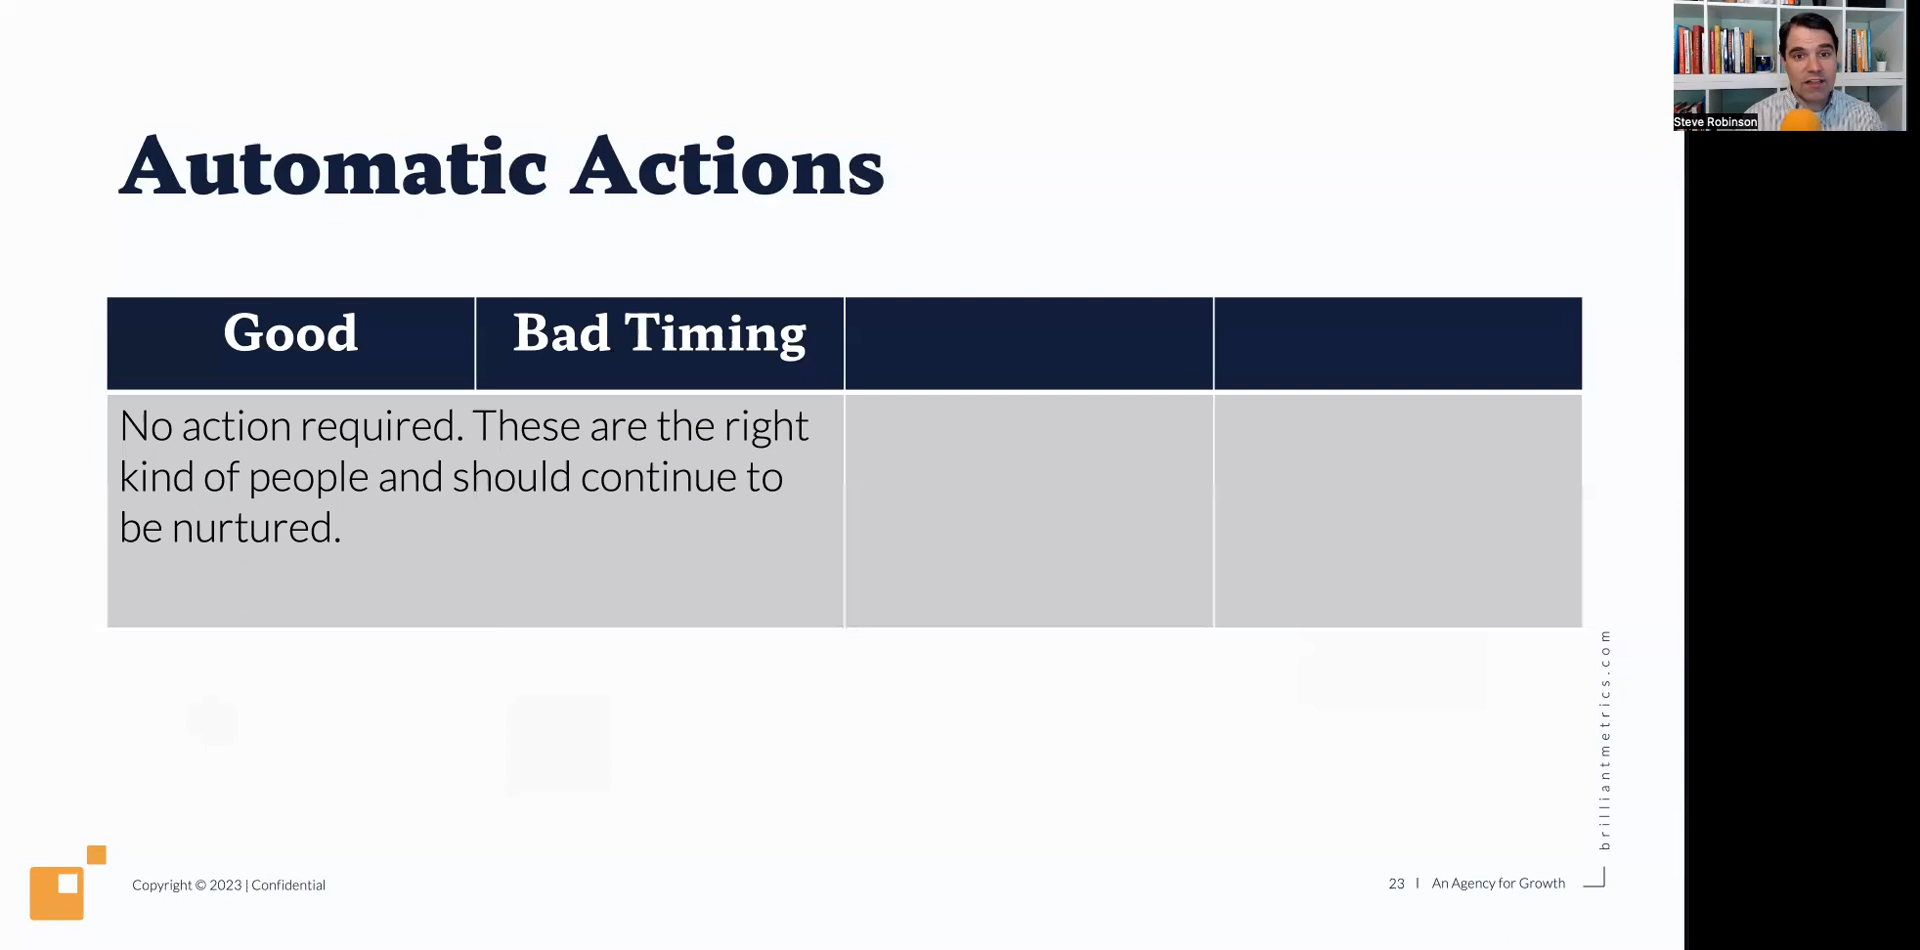 Steve Robinson
Automatic Actions
Good
Bad Timing
No action required. These are the right
kind of people and should continue to
be nurtured.
brilliantmetrics.com
Copyright © 2023 | Confidential
23 | An Agency for Growth